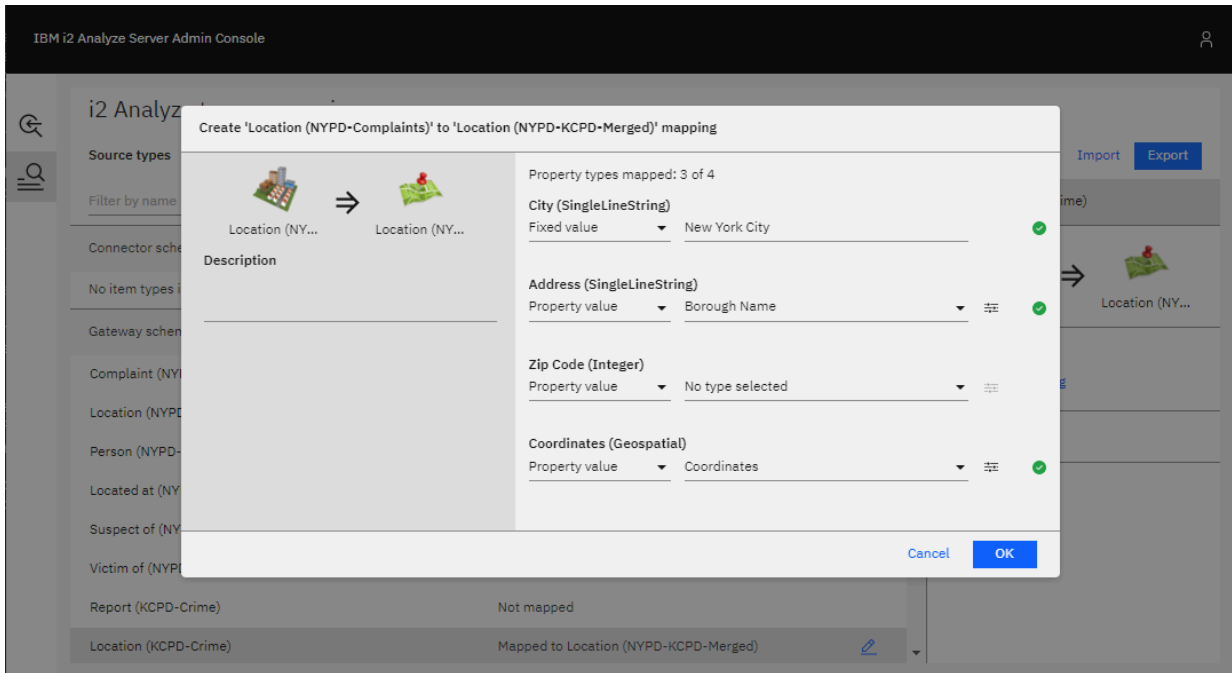 IBM i2 Analyze Server Admin Console
i2 Analyz
Create 'Location (NYPD-Complaints)' to 'Location (NYPD-KCPD-Merged)' mapping
Source types
Import
Export
Filter by name
ime)
Location (NY...
Location (NY...
Description
Property types mapped: 3 of 4
City (SingleLineString)
Fixed value
New York City
Address (SingleLineString)
Property value
Borough Name
Zip Code (Integer)
Property value
No type selected
Coordinates (Geospatial)
Property value
Coordinates
Cancel
OK
Connector sche
No item types i
Gateway schen
Complaint (NYI
Location (NYPD
Person (NYPD-
Located at (NY
Suspect of (NY
Victim of (NYPD
Location (NY...
Report (KCPD-Crime)
Not mapped
Location (KCPD-Crime)
Mapped to Location (NYPD-KCPD-Merged)